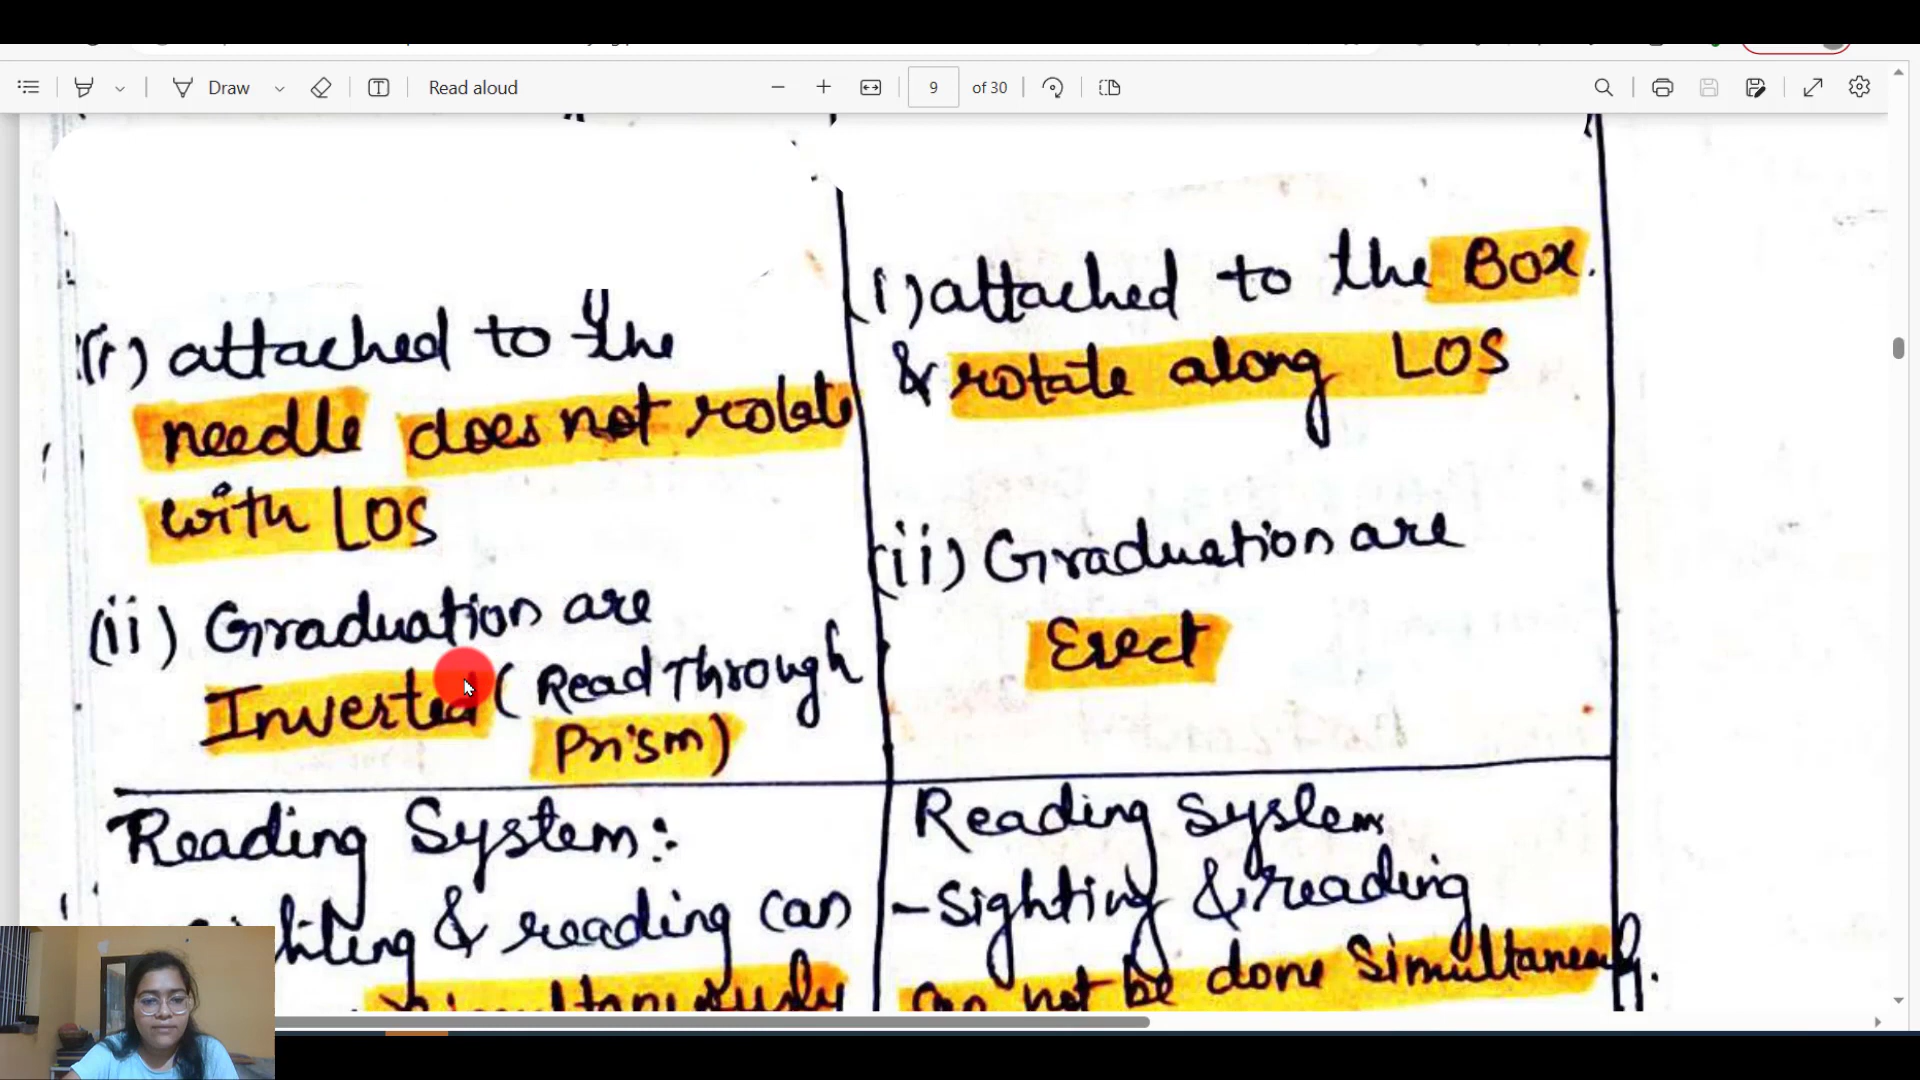 Draw
Read aloud
9
of 30
(i) attached to the
needle does not rotate
with LOS
(ii) Graduation are
Inverted (Read Through
Prism)
Reading System:-
& reading can
simultaneously
(i) attached to the Box.
& rotate along LOS
(ii) Graduation are
Erect
Reading System
- Sighting & reading
can not be done Simultaneously.